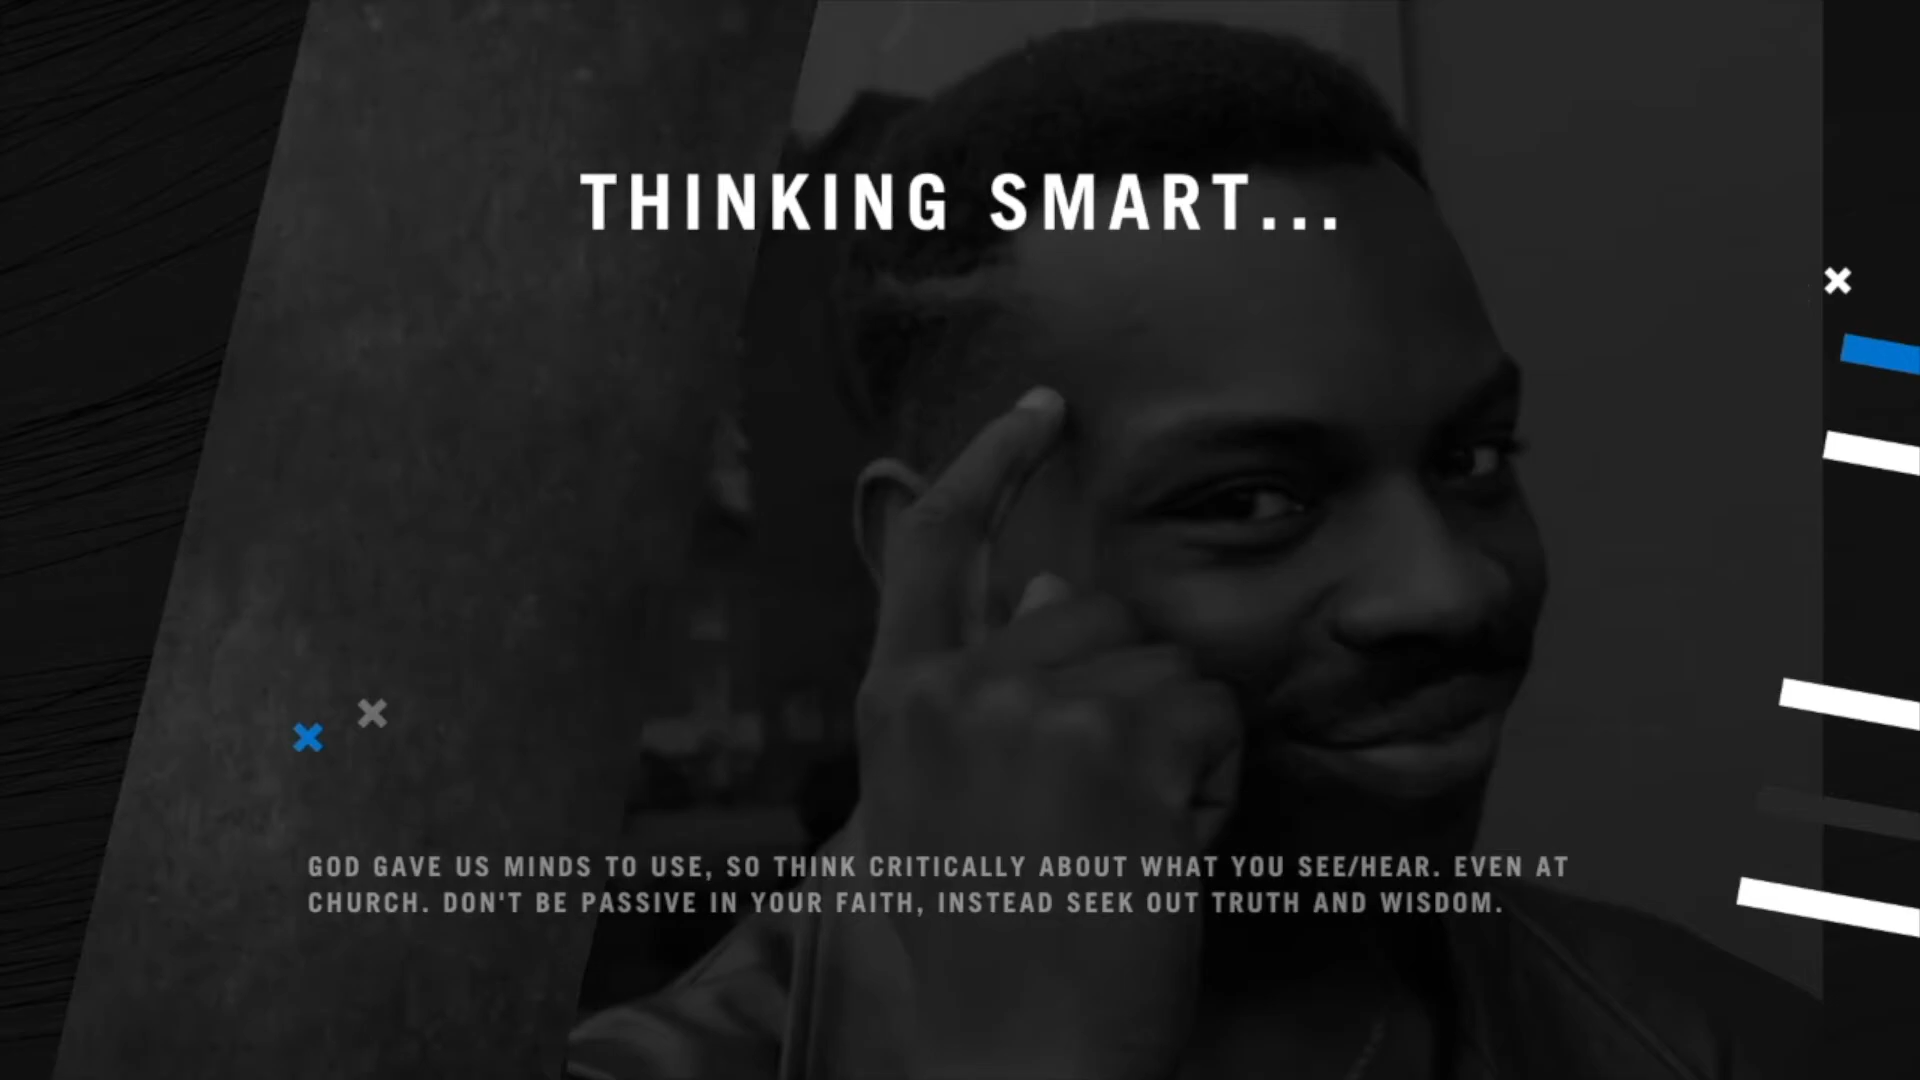 THINKING SMART...
GOD GAVE US MINDS TO USE, SO THINK CRITICALLY ABOUT WHAT YOU SEE/HEAR. EVEN AT
CHURCH. DON'T BE PASSIVE IN YOUR FAITH, INSTEAD SEEK OUT TRUTH AND WISDOM.